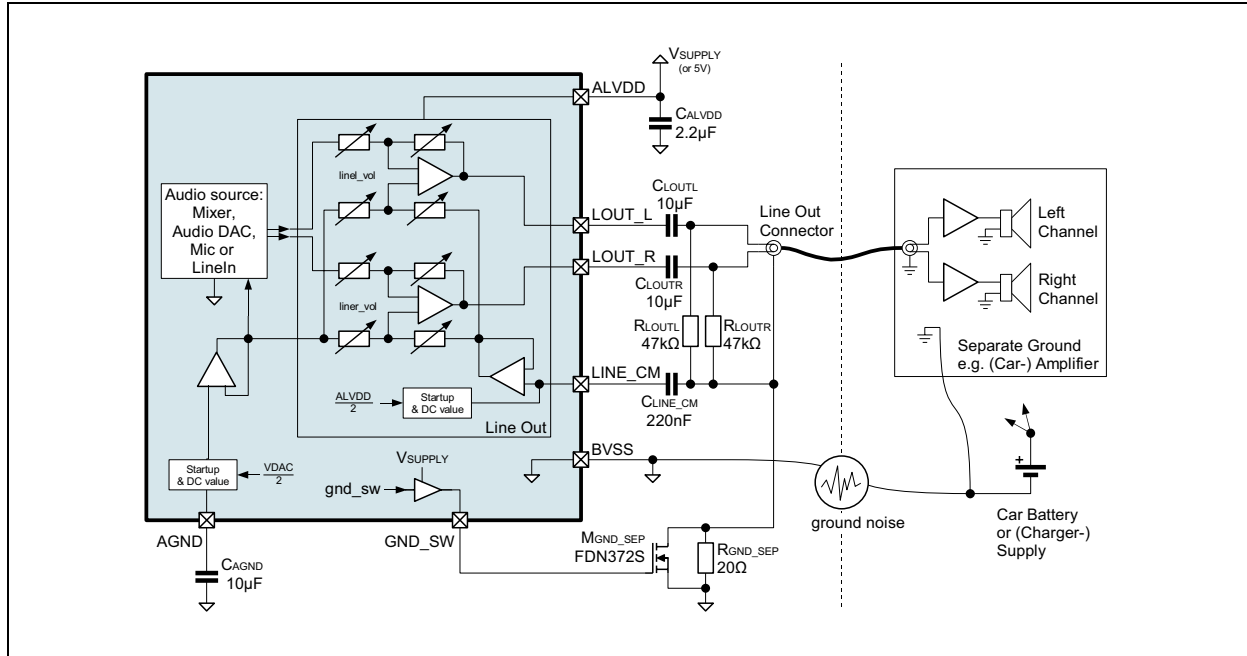 VSUPPLY
(or 5V)
ALVDD
CALVDD
2.2µF
linel_vol
Audio source:
Mixer,
Audio DAC,
Mic or
LineIn
liner_vol
CLOUTL
10µF
LOUT_L
LOUT_R
CLOUTR
10µF
Line Out
Connector
Left
Channel
Right
Channel
RLOUTL
47kΩ
RLOUTR
47kΩ
Separate Ground
e.g. (Car-) Amplifier
LINE_CM
CLINE_CM
220nF
ALVDD
2
Startup
& DC value
Line Out
BVSS
VSUPPLY
gnd_sw
Startup
& DC value
VDAC
2
+
ground noise
Car Battery
or (Charger-)
Supply
AGND
GND_SW
CAGND
10µF
MGND_SEP
FDN372S
RGND_SEP
20Ω